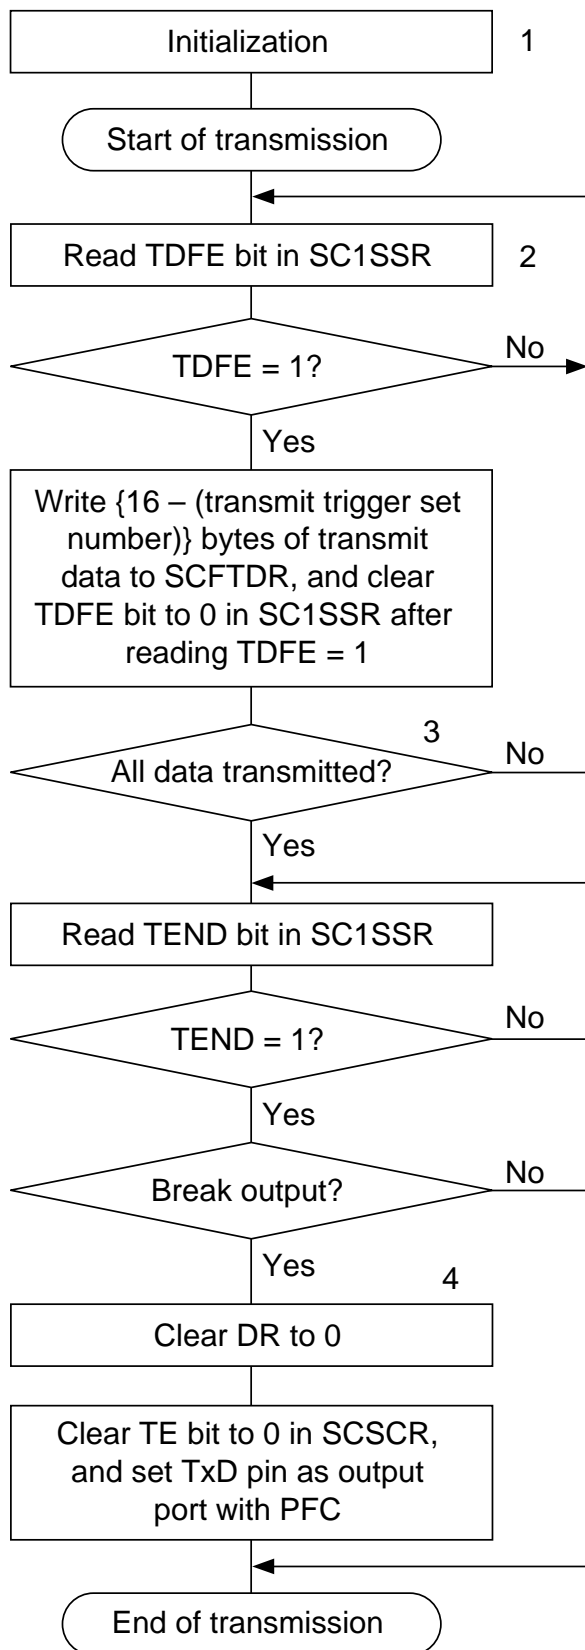 Initialization
1
Start of transmission
Read TDFE bit in SC1SSR
2
TDFE = 1?
No
Yes
Write {16 – (transmit trigger set
number)} bytes of transmit
data to SCFTDR, and clear
TDFE bit to 0 in SC1SSR after
reading TDFE = 1
3
All data transmitted?
No
Yes
Read TEND bit in SC1SSR
TEND = 1?
No
Yes
Break output?
No
Yes
4
Clear DR to 0
Clear TE bit to 0 in SCSCR,
and set TxD pin as output
port with PFC
End of transmission